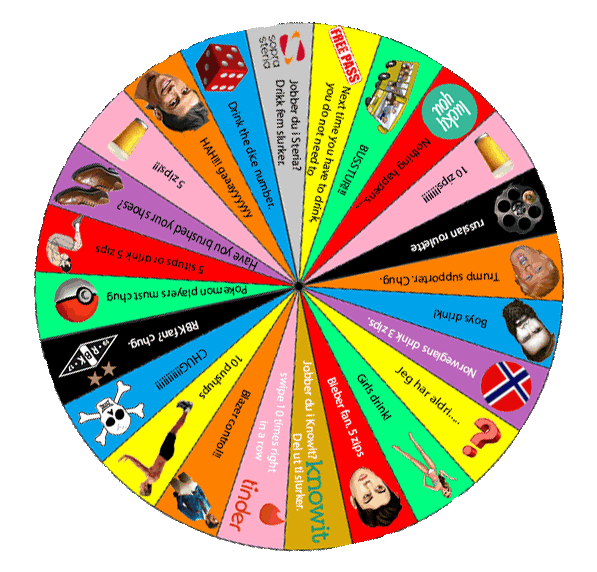 sopra
steria
Jobber du i Steria?
Drikk fem slurker.
FREE PASS
Next time you have to drink,
you do not need to
BUSSTUR!!
lucky
you
Nothing happens...
10 zips!!!!!!!
russian roulette
Trump supporter. Chug.
Boys drink!
Norwegians drink 3 zips.
Jeg har aldri....
?
Girls drink!
Bieber fan. 5 zips
Jobber du i Knowit?
Del ut ti slurker.
knowit
swipe 10 times right
in a row
tinder
Blazer control!
10 pushups
CHUG!!!!!!!!!!
RBK fan? chug.
R.B.K
Pokemon players must chug
5 situps or drink 5 zips
Have you brushed your shoes?
5 zips!!!
HAHII! gaaayyyyyy
Drink the dice number.